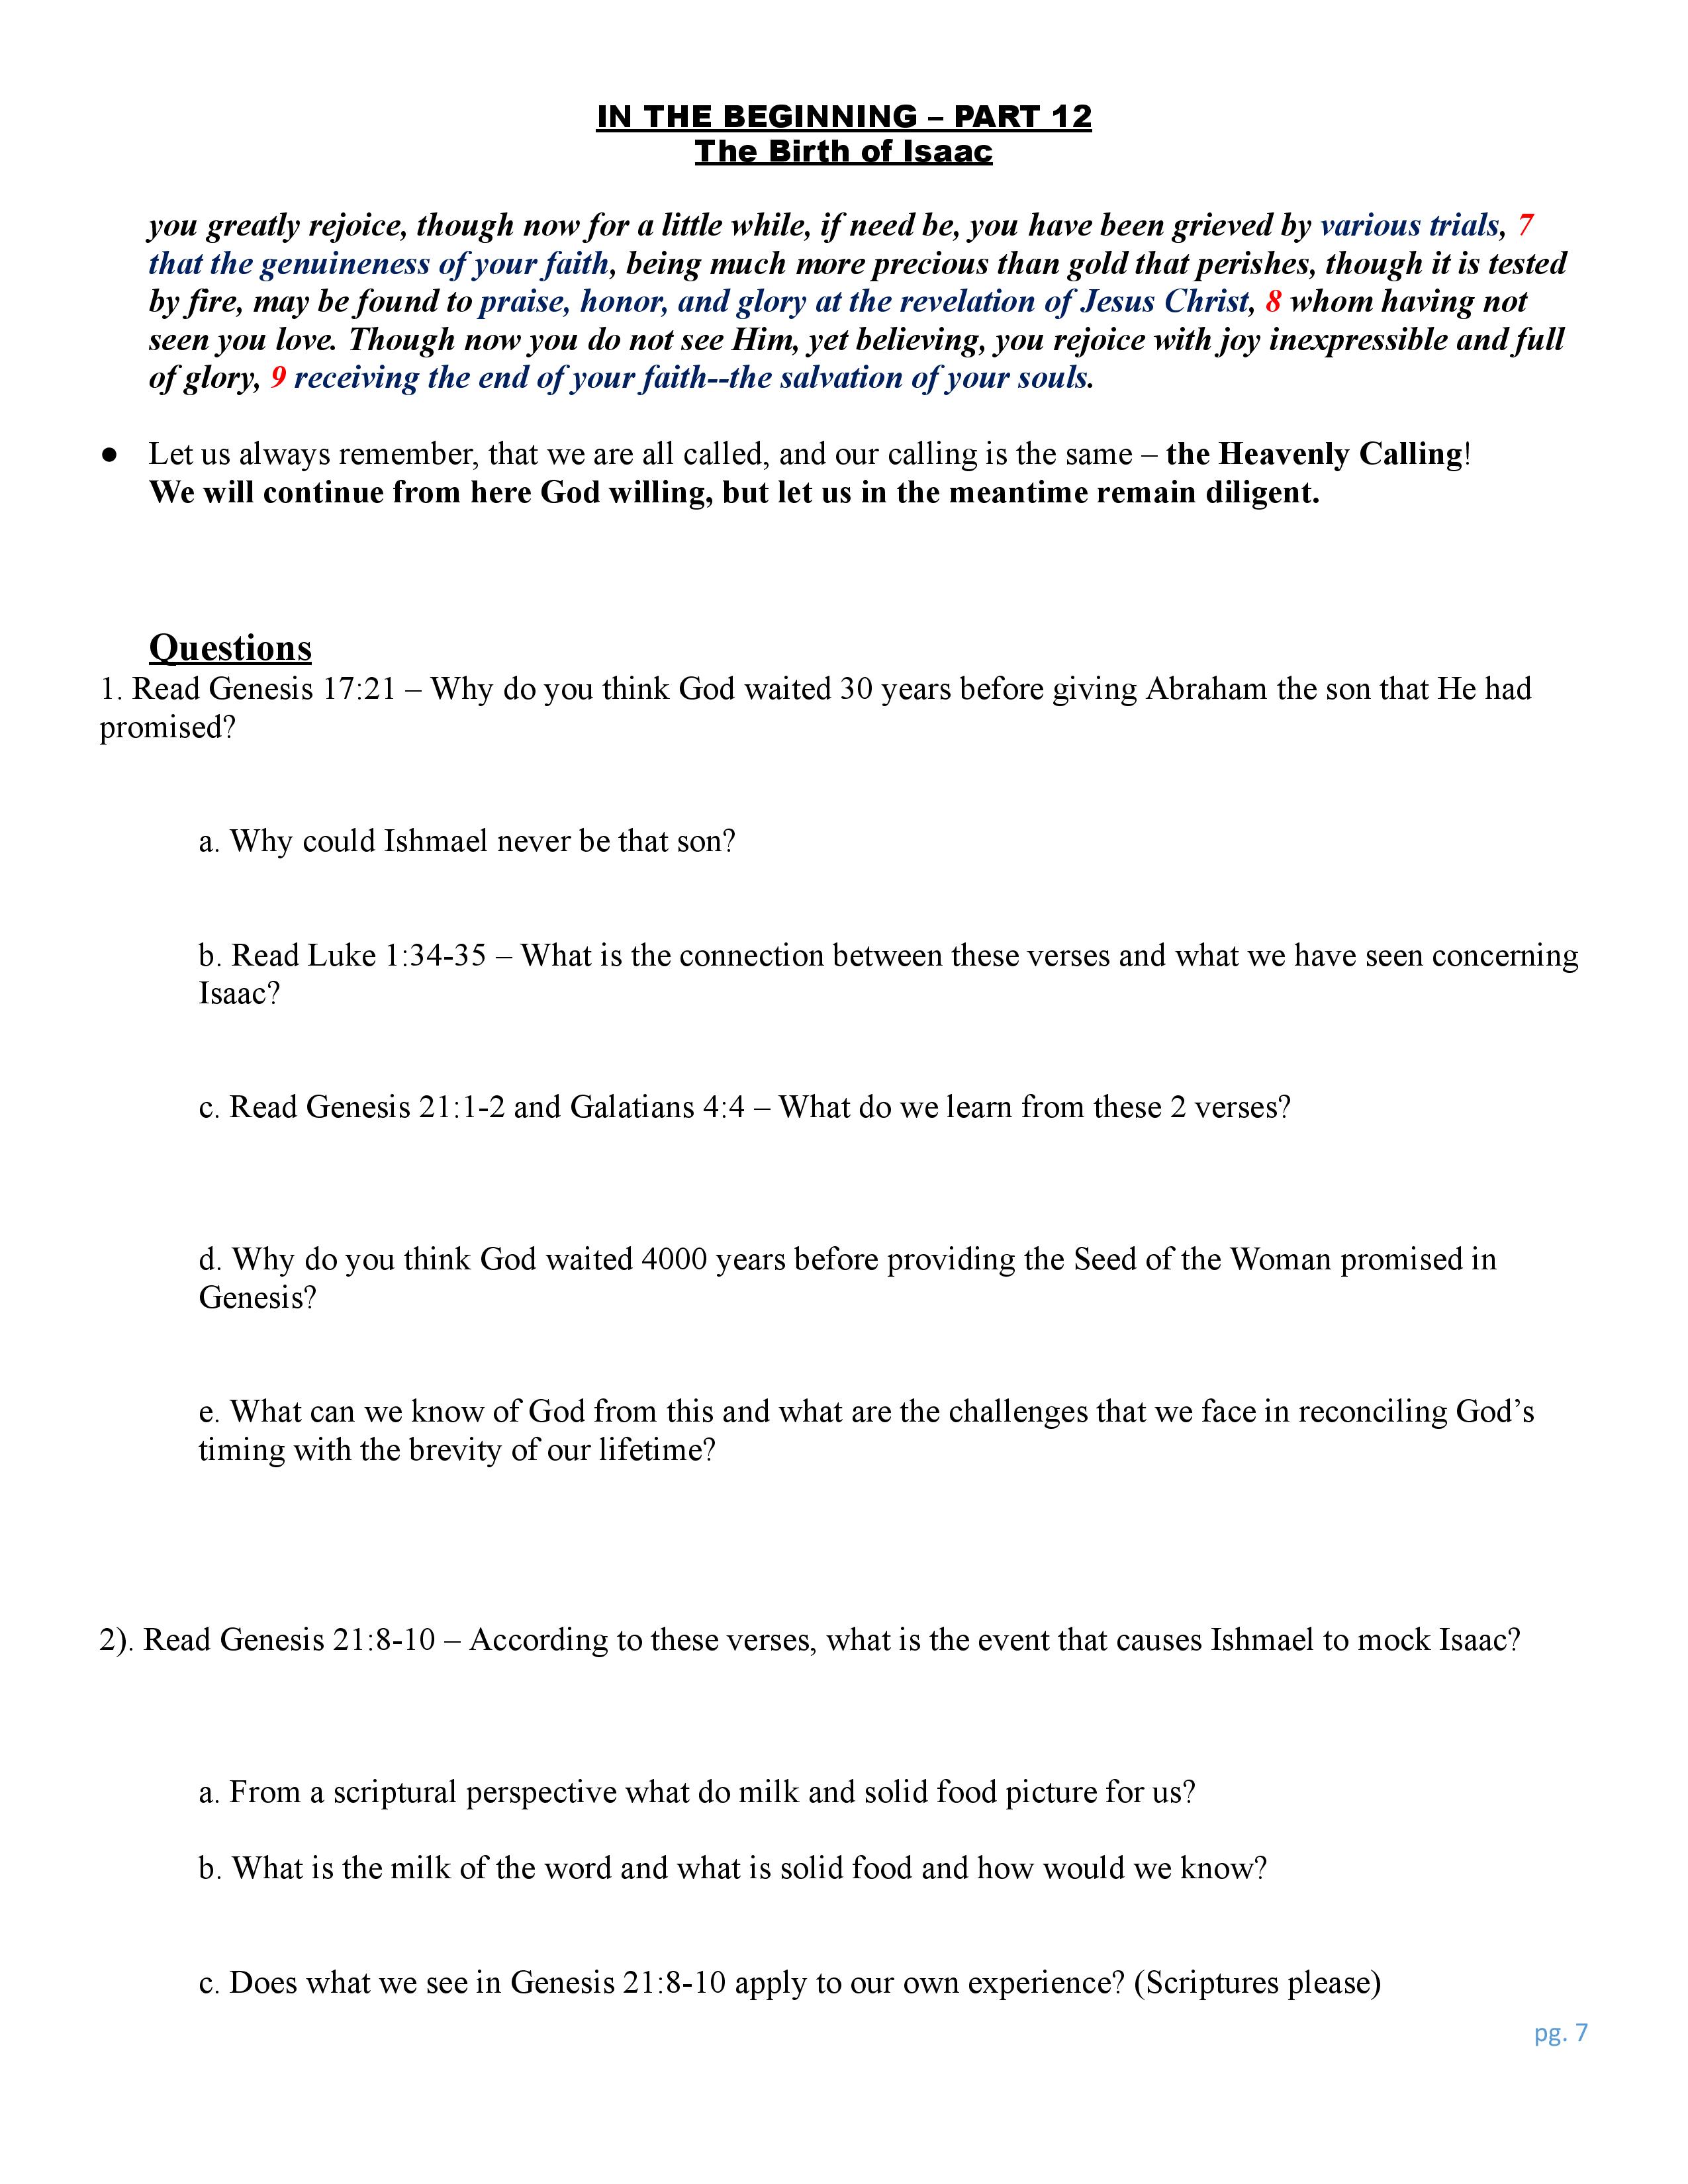 IN THE BEGINNING – PART 12
The Birth of Isaac
you greatly rejoice, though now for a little while, if need be, you have been grieved by various trials, 7
that the genuineness of your faith, being much more precious than gold that perishes, though it is tested
by fire, may be found to praise, honor, and glory at the revelation of Jesus Christ, 8 whom having not
seen you love. Though now you do not see Him, yet believing, you rejoice with joy inexpressible and full
of glory, 9 receiving the end of your faith--the salvation of your souls.
● Let us always remember, that we are all called, and our calling is the same – the Heavenly Calling!
We will continue from here God willing, but let us in the meantime remain diligent.
Questions
1. Read Genesis 17:21 – Why do you think God waited 30 years before giving Abraham the son that He had
promised?
a. Why could Ishmael never be that son?
b. Read Luke 1:34-35 – What is the connection between these verses and what we have seen concerning
Isaac?
c. Read Genesis 21:1-2 and Galatians 4:4 – What do we learn from these 2 verses?
d. Why do you think God waited 4000 years before providing the Seed of the Woman promised in
Genesis?
e. What can we know of God from this and what are the challenges that we face in reconciling God’s
timing with the brevity of our lifetime?
2). Read Genesis 21:8-10 – According to these verses, what is the event that causes Ishmael to mock Isaac?
a. From a scriptural perspective what do milk and solid food picture for us?
b. What is the milk of the word and what is solid food and how would we know?
c. Does what we see in Genesis 21:8-10 apply to our own experience? (Scriptures please)
pg. 7